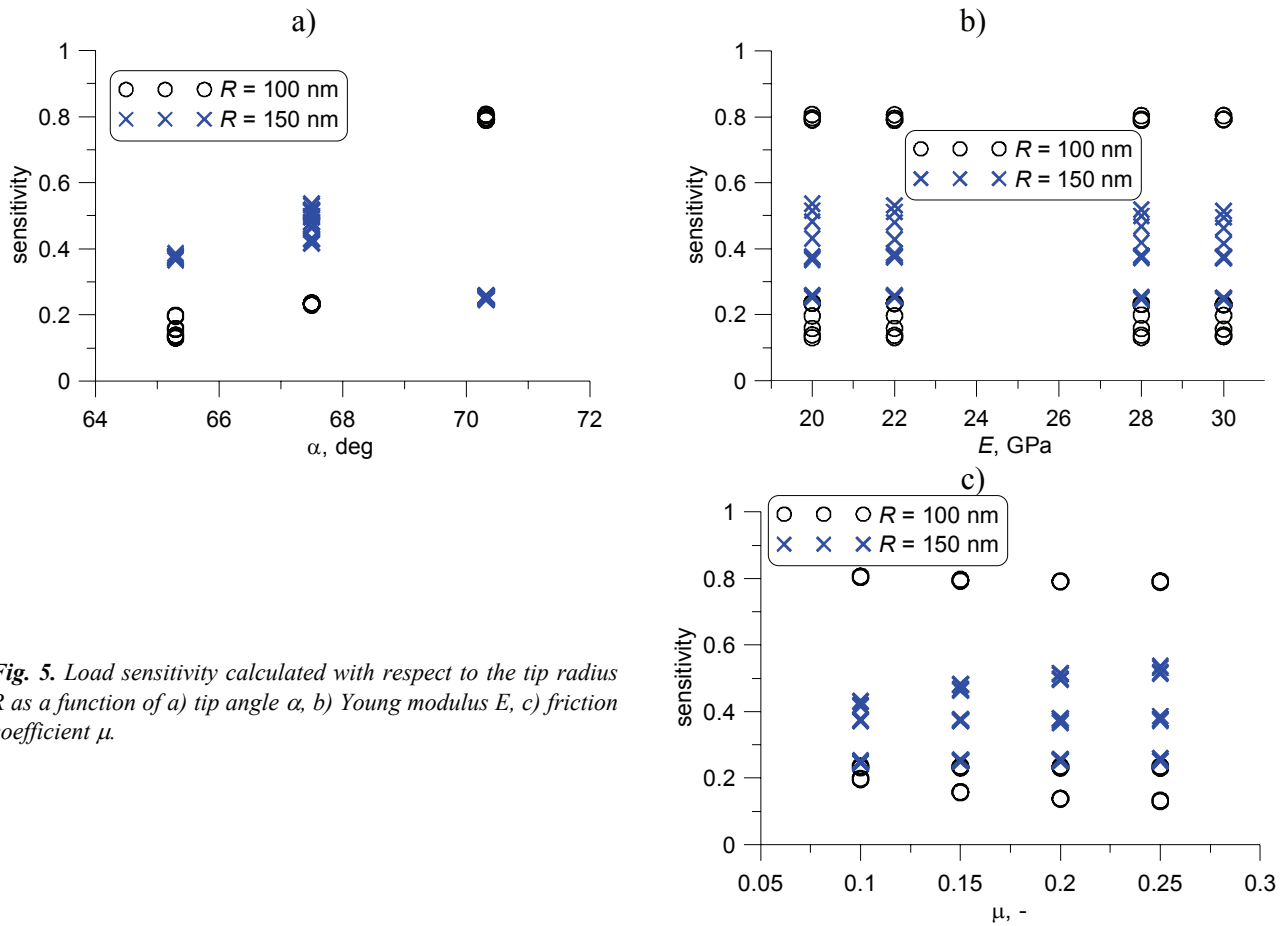 a)
1
0.8
0.6
0.4
0.2
0
sensitivity
R = 100 nm
R = 150 nm
64
66
68
70
72
α, deg
b)
1
0.8
0.6
0.4
0.2
0
sensitivity
R = 100 nm
R = 150 nm
20
22
24
26
28
30
E, GPa
c)
1
0.8
0.6
0.4
0.2
0
sensitivity
R = 100 nm
R = 150 nm
0.05
0.1
0.15
0.2
0.25
0.3
μ, -
Fig. 5. Load sensitivity calculated with respect to the tip radius
R as a function of a) tip angle α, b) Young modulus E, c) friction
oefficient μ.